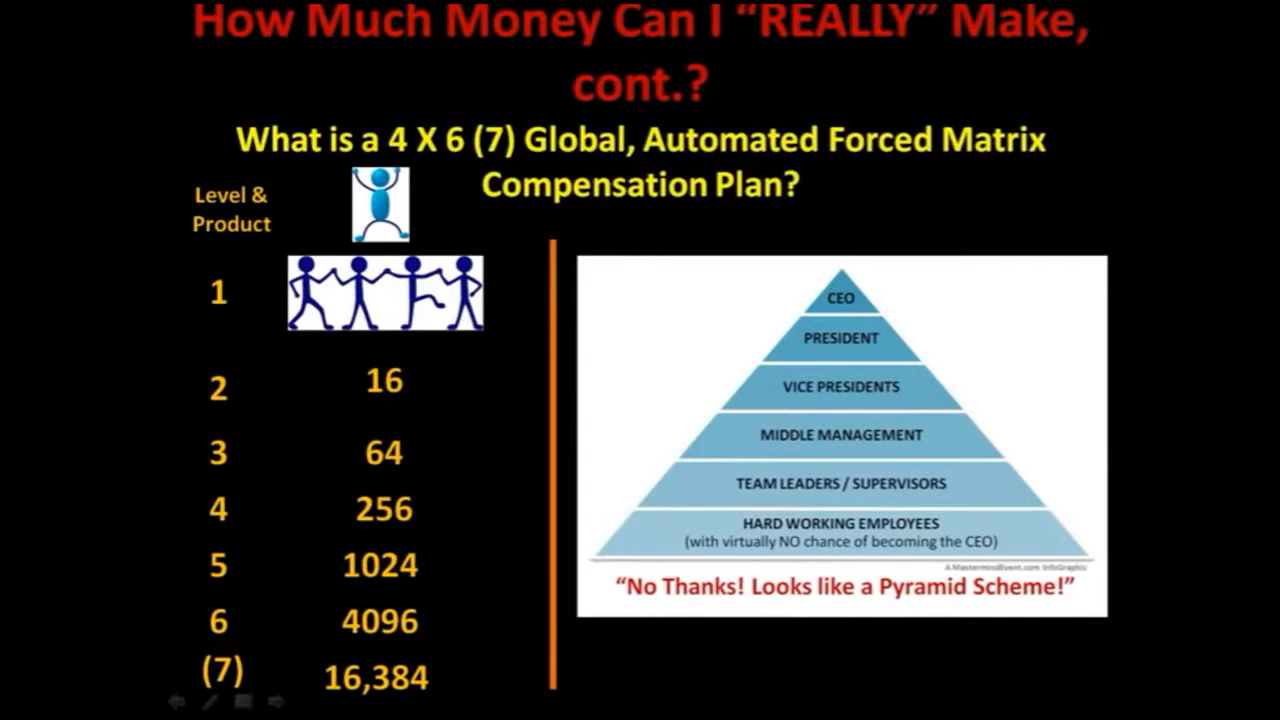 How Much Money Can I “REALLY” Make,
cont.?
What is a 4 X 6 (7) Global, Automated Forced Matrix
Compensation Plan?
Level &
Product
1
2
16
3
64
4
256
5
1024
6
4096
(7)
16,384
CEO
PRESIDENT
VICE PRESIDENTS
MIDDLE MANAGEMENT
TEAM LEADERS / SUPERVISORS
HARD WORKING EMPLOYEES
(with virtually NO chance of becoming the CEO)
A MastermindEvent.com InfoGraphic
“No Thanks! Looks like a Pyramid Scheme!”